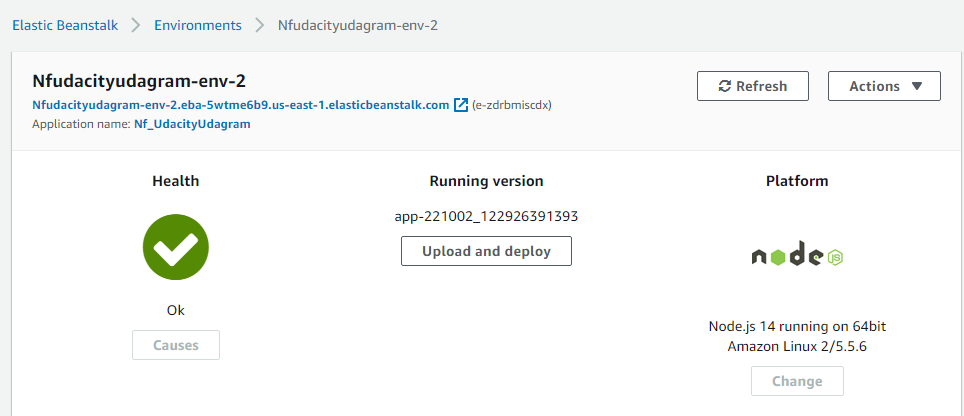 Elastic Beanstalk > Environments > Nfudacityudagram-env-2
Nfudacityudagram-env-2
Nfudacityudagram-env-2.eba-5wtme6b9.us-east-1.elasticbeanstalk.com (e-zdrbmiscdx)
Application name: Nf_UdacityUdagram
Refresh
Actions
Health
Ok
Causes
Running version
app-221002_122926391393
Upload and deploy
Platform
node JS
Node.js 14 running on 64bit
Amazon Linux 2/5.5.6
Change